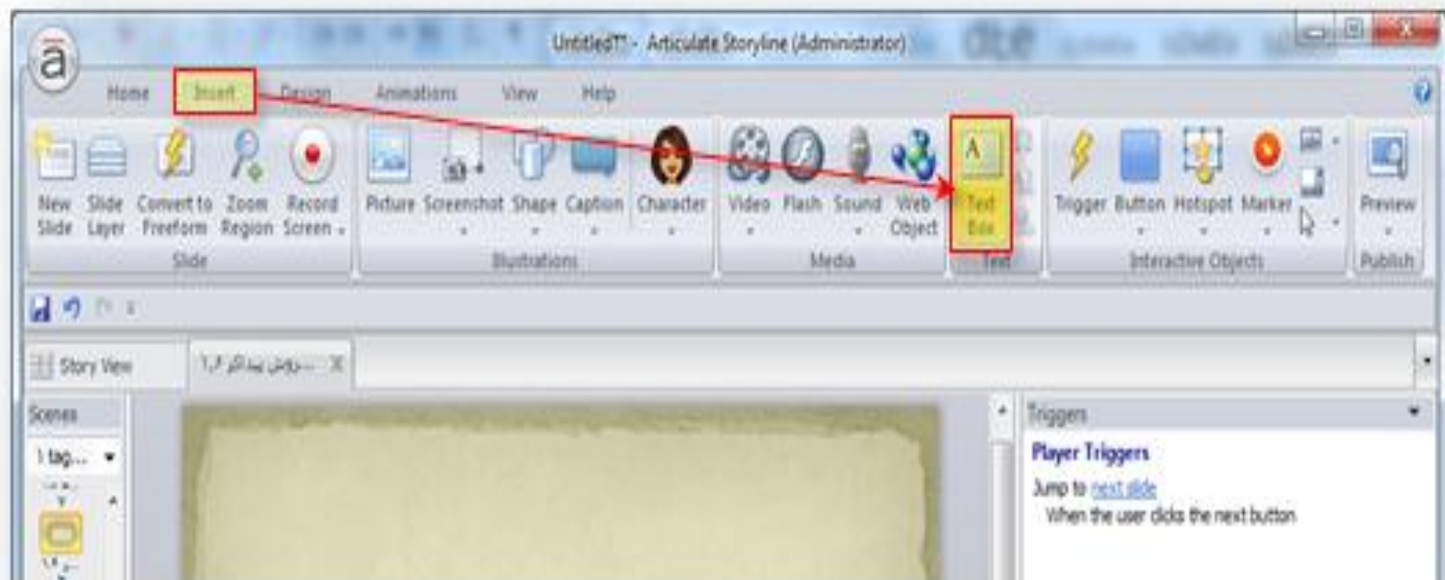 Untitled1* - Articulate Storyline (Administrator)
Home Insert Design Animations View Help
New Slide Convert to Zoom Record Picture Screenshot Shape Caption Character Video Flash Sound Web Text Trigger Button Hotspot Marker Preview
Slide Layer Freeform Region Screen Object Box
Slide Illustrations Media Text Interactive Objects Publish
Story View
Scenes Triggers
1 tag... Player Triggers
Jump to next slide
When the user clicks the next button